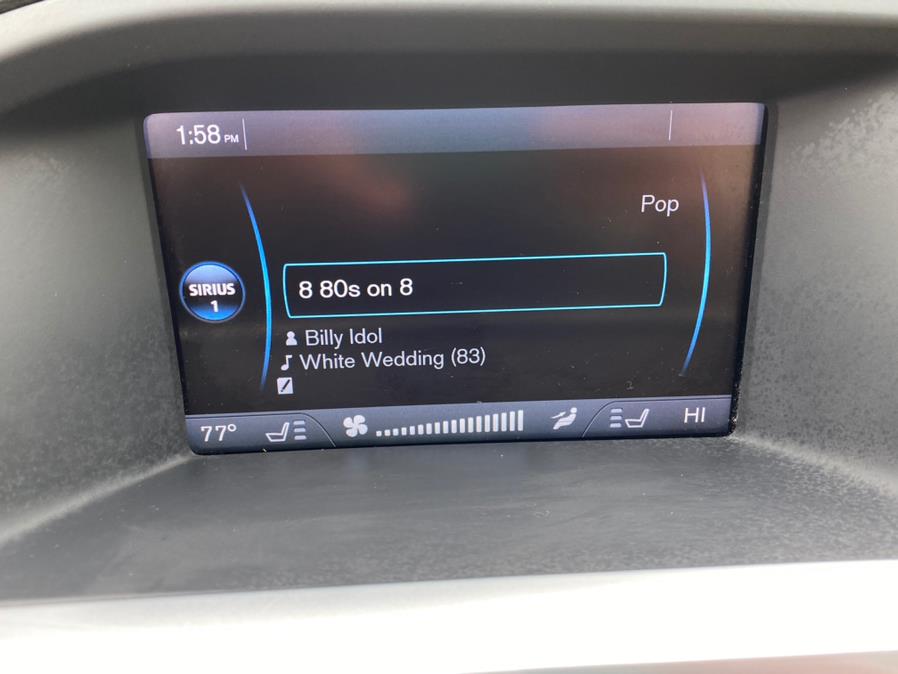 1:58 PM
Pop
SIRIUS
1
8 80s on 8
Billy Idol
White Wedding (83)
77°
HI